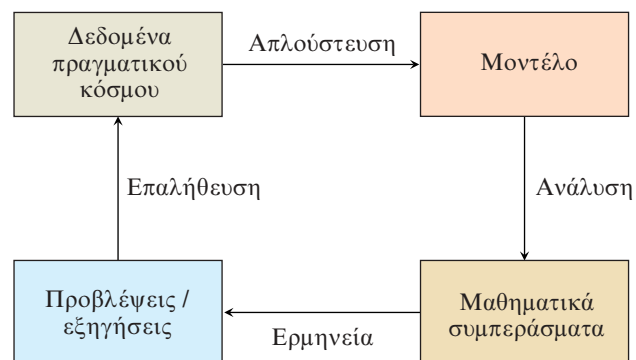 Δεδομένα
πραγματικού
κόσμου
Απλούστευση
Μοντέλο
Επαλήθευση
Ανάλυση
Προβλέψεις /
εξηγήσεις
Ερμηνεία
Μαθηματικά
συμπεράσματα